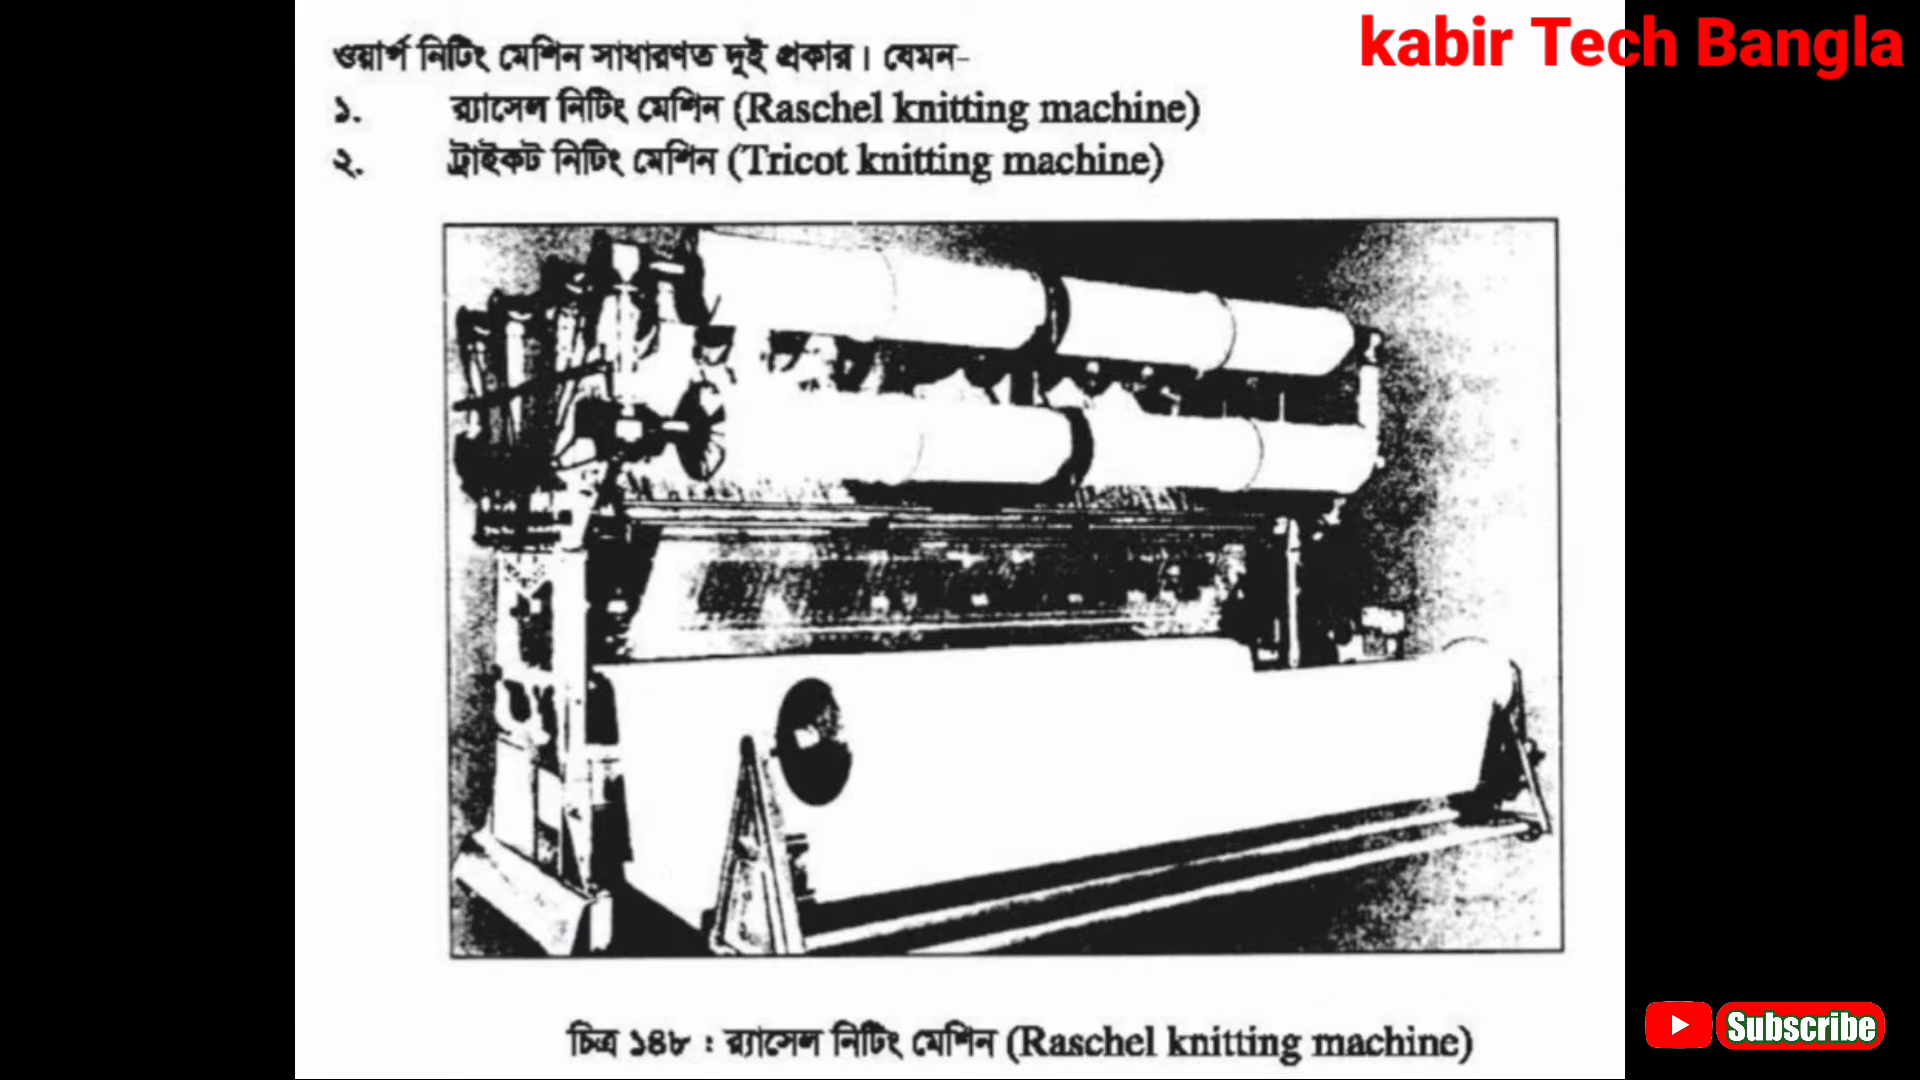 kabir Tech Bangla
ওয়ার্প নিটিং মেশিন সাধারণত দুই প্রকার। যেমন-
১. র‍্যাসেল নিটিং মেশিন (Raschel knitting machine)
২. ট্রাইকট নিটিং মেশিন (Tricot knitting machine)
চিত্র ১৪৮ : র‍্যাসেল নিটিং মেশিন (Raschel knitting machine)
Subscribe